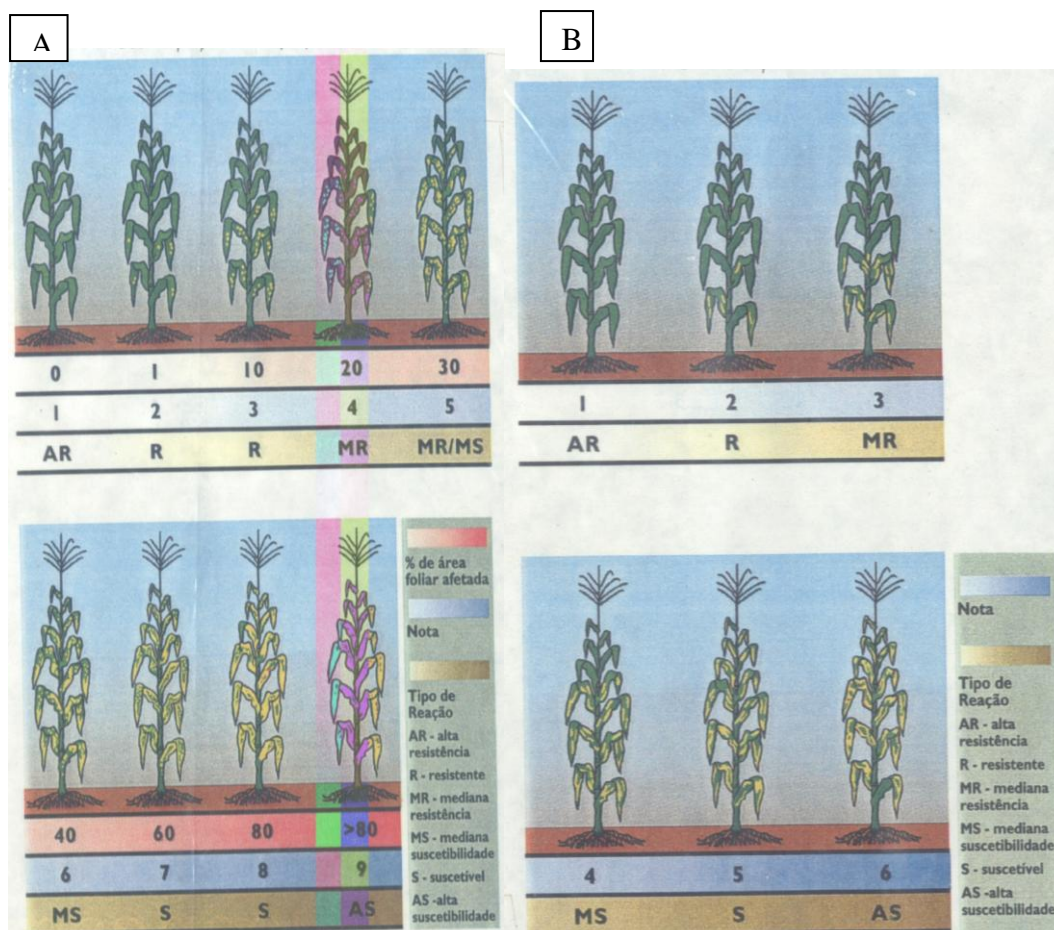 A
B
0 1 10 20 30
1 2 3 4 5
AR R R MR MR/MS
1 2 3
AR R MR
% de área
foliar afetada
Nota
Tipo de
Reação
AR - alta
resistência
R - resistente
MR - mediana
resistência
MS - mediana
suscetibilidade
S - suscetível
AS -alta
suscetibilidade
40 60 80 >80
6 7 8 9
MS S S AS
Nota
Tipo de
Reação
AR - alta
resistência
R - resistente
MR - mediana
resistência
MS - mediana
suscetibilidade
S - suscetível
AS -alta
suscetibilidade
4 5 6
MS S AS